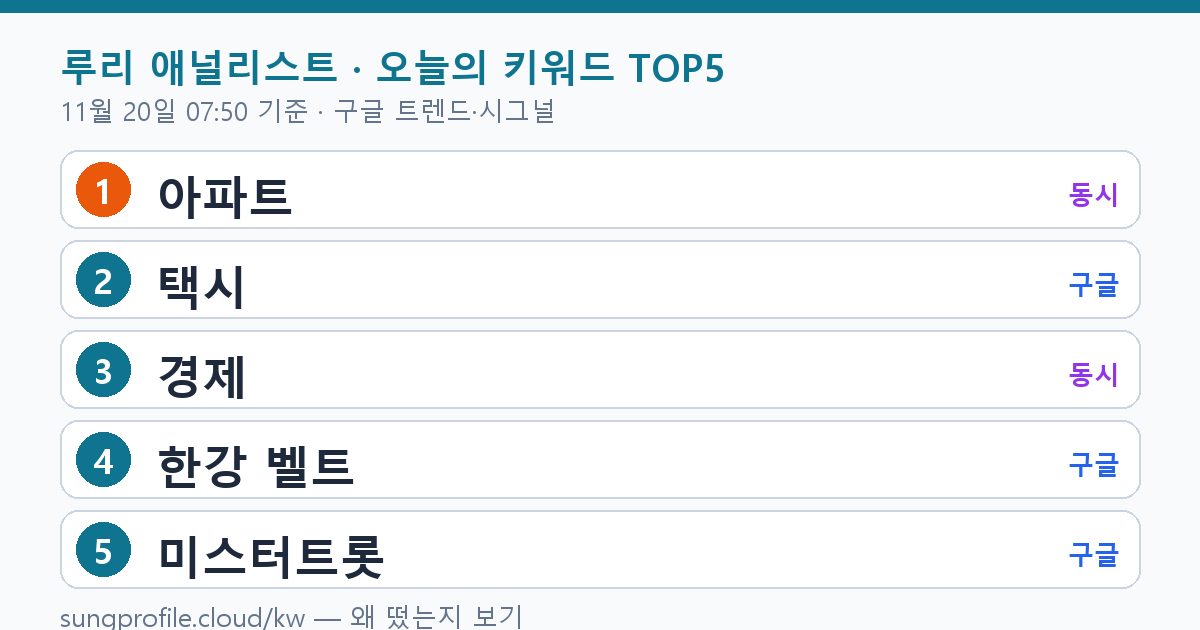 루리 애널리스트 · 오늘의 키워드 TOP5
11월 20일 07:50 기준 · 구글 트렌드·시그널
1 아파트 동시
2 택시 구글
3 경제 동시
4 한강 벨트 구글
5 미스터트롯 구글
sungprofile.cloud/kw — 왜 떴는지 보기